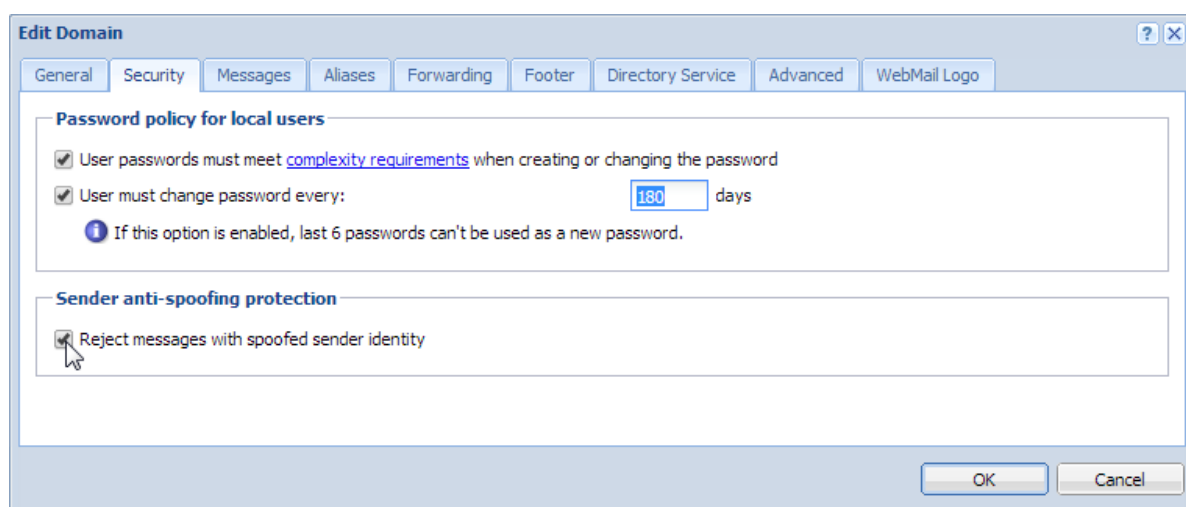 Edit Domain
General Security Messages Aliases Forwarding Footer Directory Service Advanced WebMail Logo
Password policy for local users
User passwords must meet complexity requirements when creating or changing the password
User must change password every: 180 days
If this option is enabled, last 6 passwords can't be used as a new password.
Sender anti-spoofing protection
Reject messages with spoofed sender identity
OK Cancel